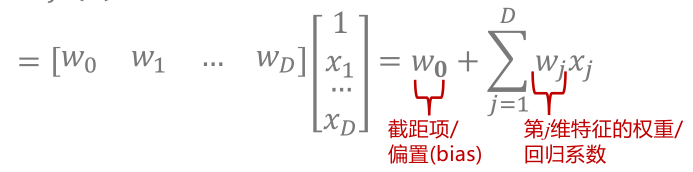 = [w₀ w₁ … w_D] [1 x₁ … x_D] = w₀ + ∑_{j=1}^{D} w_j x_j
截距项/
偏置(bias)
第j维特征的权重/
回归系数